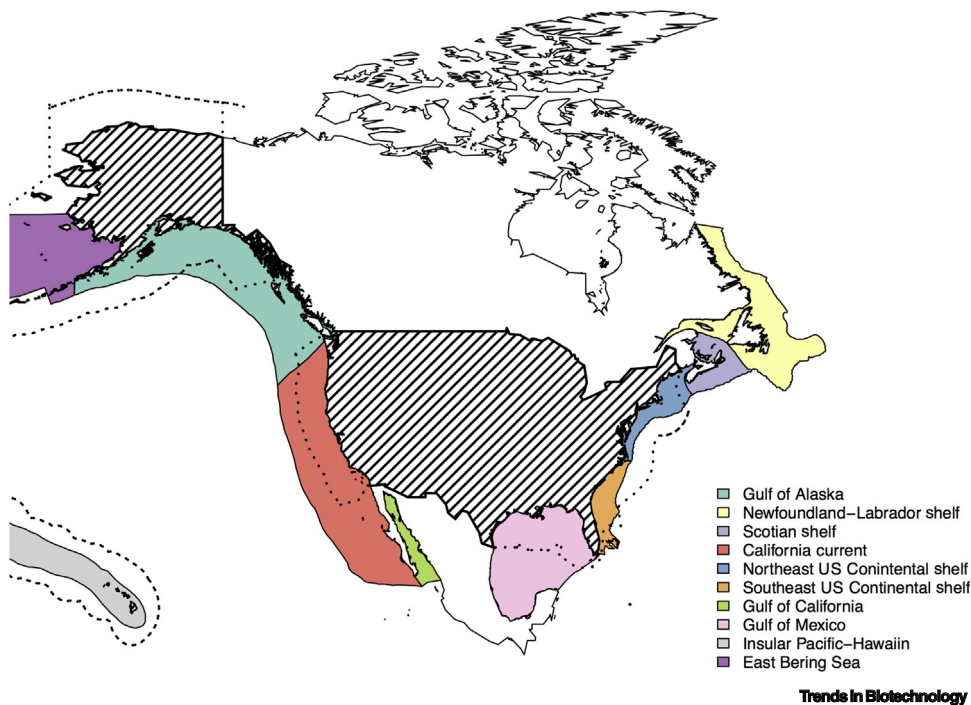 Gulf of Alaska
Newfoundland−Labrador shelf
Scotian shelf
California current
Northeast US Conintental shelf
Southeast US Continental shelf
Gulf of California
Gulf of Mexico
Insular Pacific−Hawaiin
East Bering Sea
Trends in Biotechnology